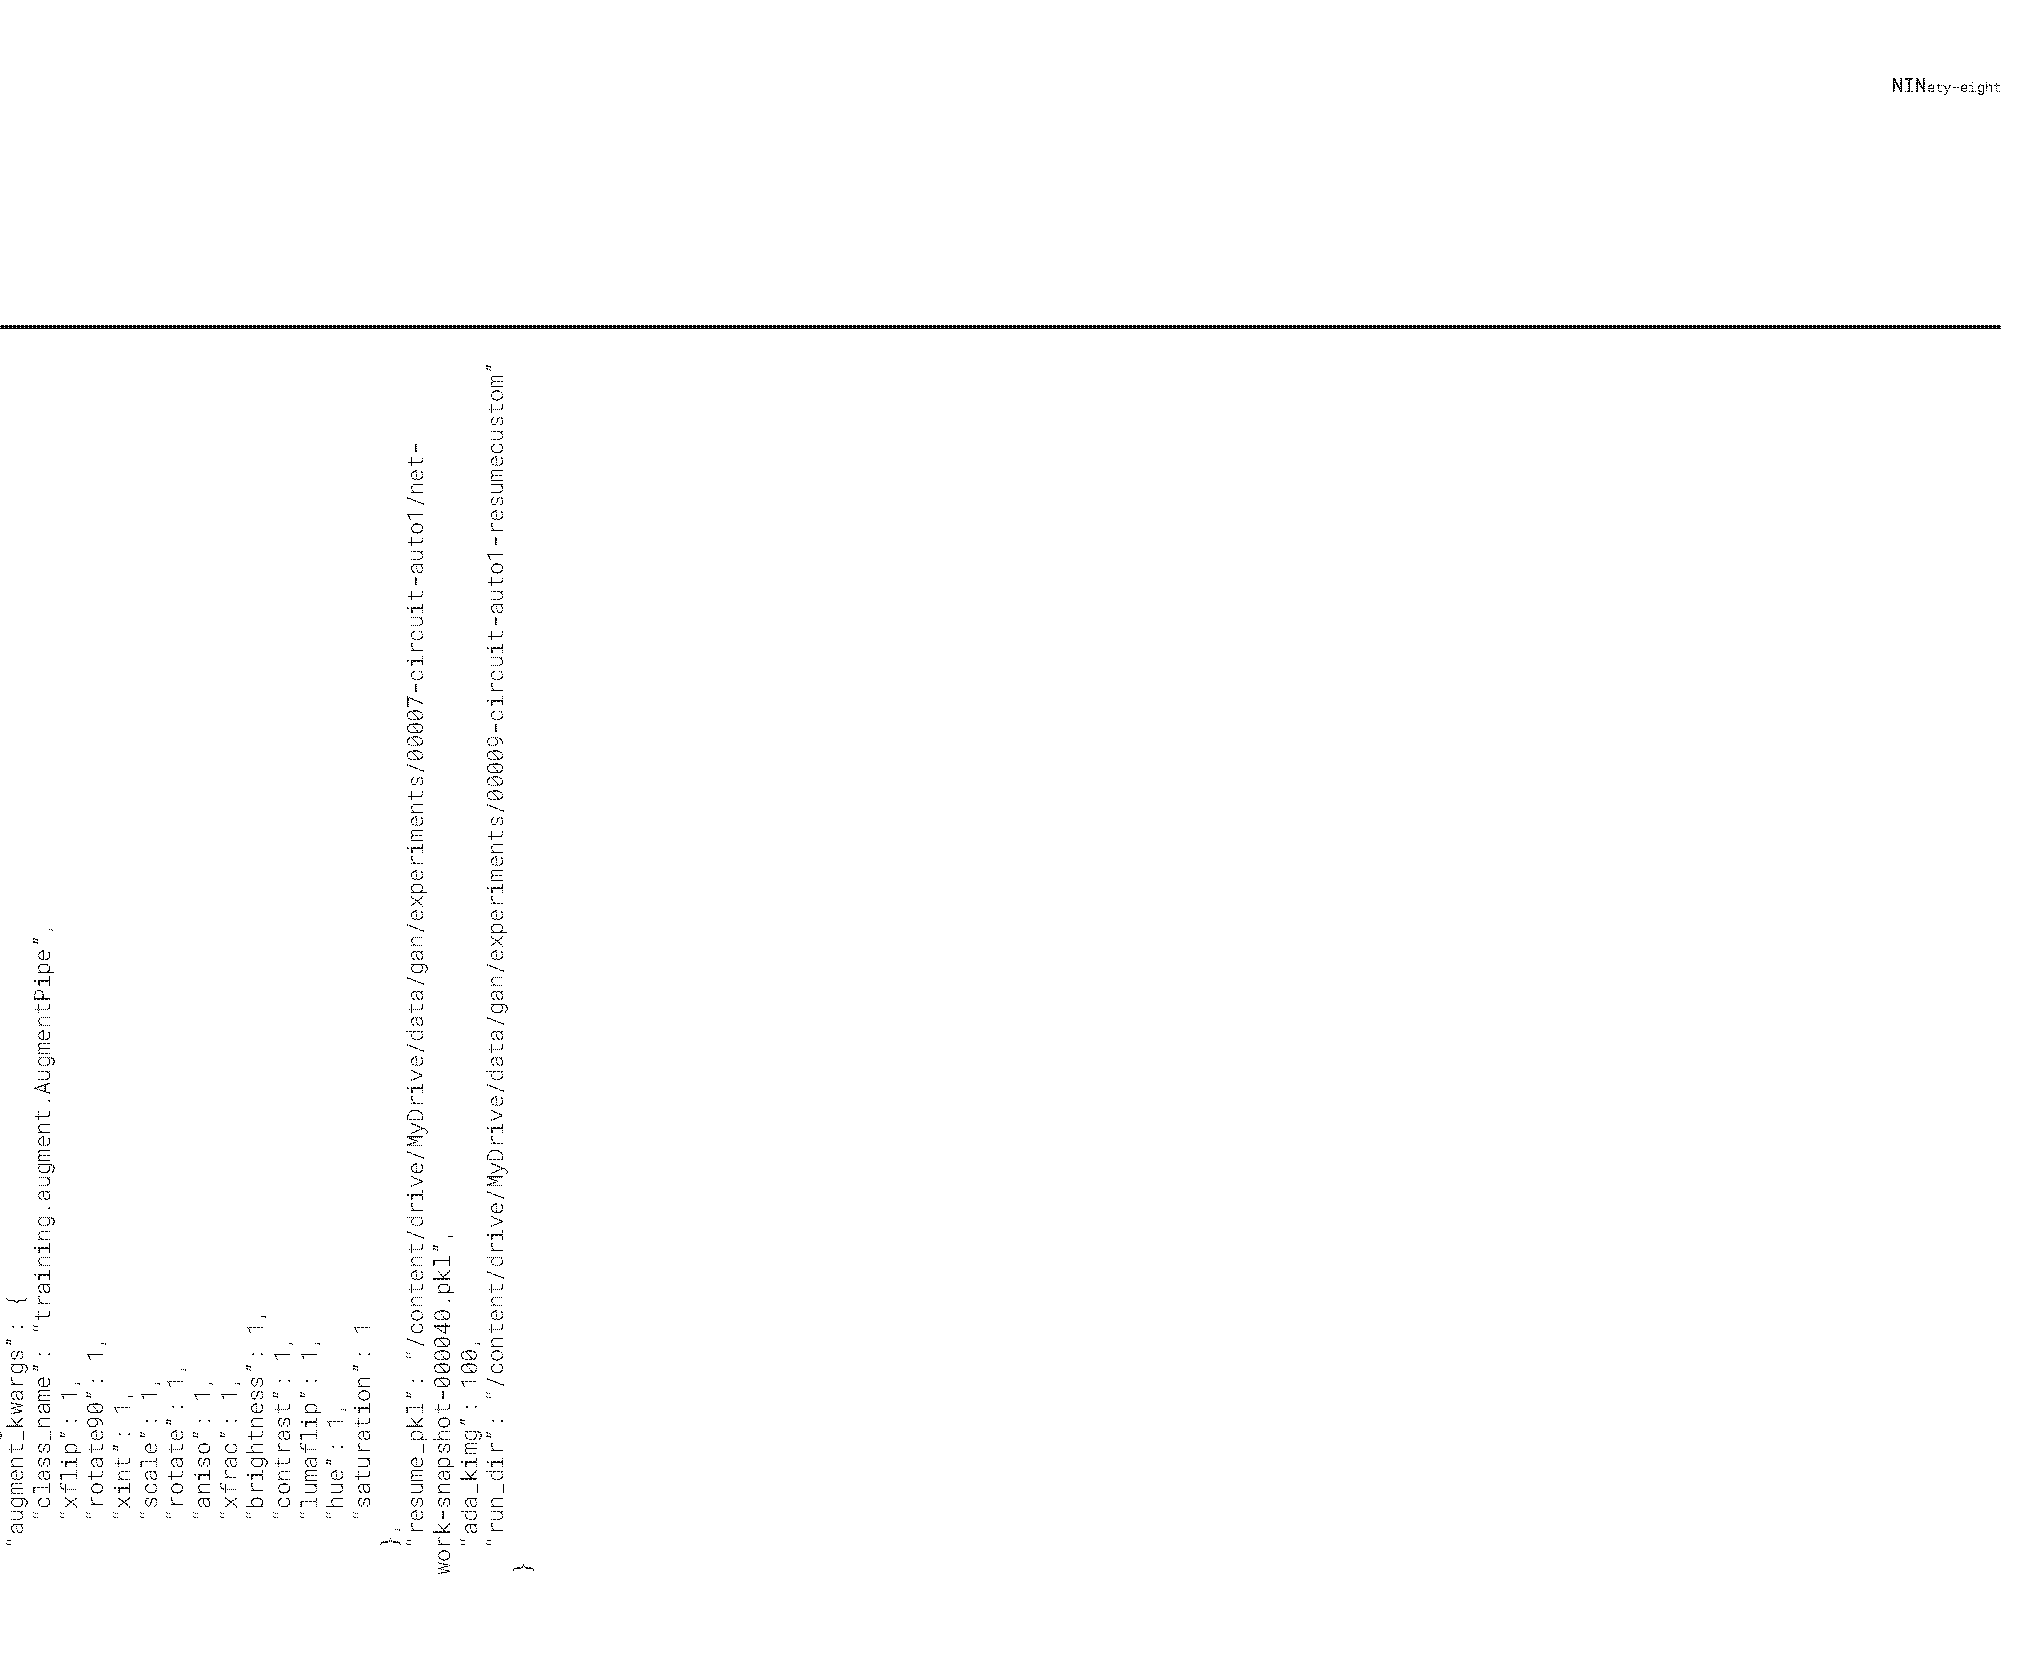 NINety-eight
“augment_kwargs”: {
“class_name”: “training.augment.AugmentPipe”,
“xflip”: 1,
“rotate90”: 1,
“xint”: 1,
“scale”: 1,
“rotate”: 1,
“aniso”: 1,
“xfrac”: 1,
“brightness”: 1,
“contrast”: 1,
“lumaflip”: 1,
“hue”: 1,
“saturation”: 1
},
“resume_pkl”: “/content/drive/MyDrive/data/gan/experiments/00007-circuit-auto1/net-
work-snapshot-000040.pkl”,
“ada_kimg”: 100,
“run_dir”: “/content/drive/MyDrive/data/gan/experiments/00009-circuit-auto1-resumecustom”
}